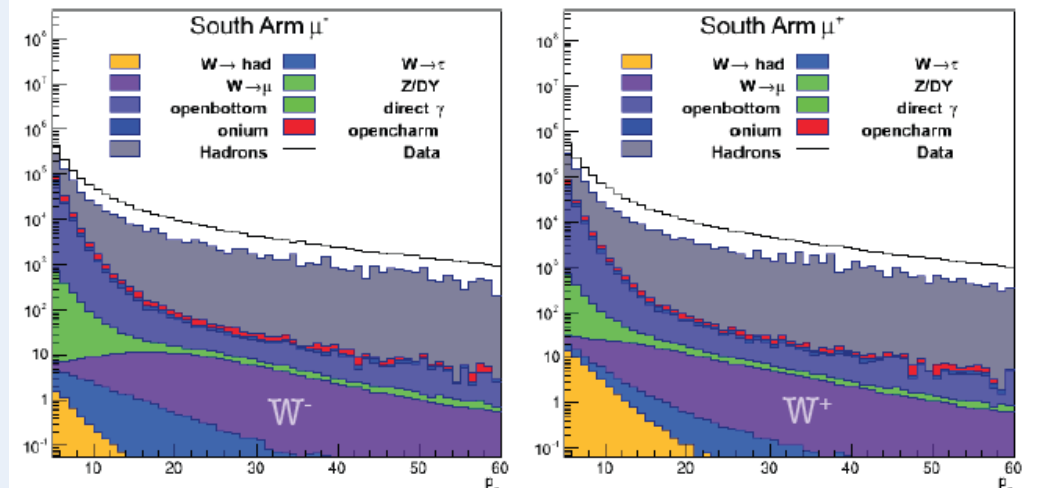 South Arm μ⁻
10⁸
10⁷
10⁶
10⁵
10⁴
10³
10²
10
1
10⁻¹
W→ had W→τ
W→μ Z/DY
openbottom direct γ
onium opencharm
Hadrons Data
W⁻
10 20 30 40 50 60
South Arm μ⁺
10⁸
10⁷
10⁶
10⁵
10⁴
10³
10²
10
1
10⁻¹
W→ had W→τ
W→μ Z/DY
openbottom direct γ
onium opencharm
Hadrons Data
W⁺
10 20 30 40 50 60